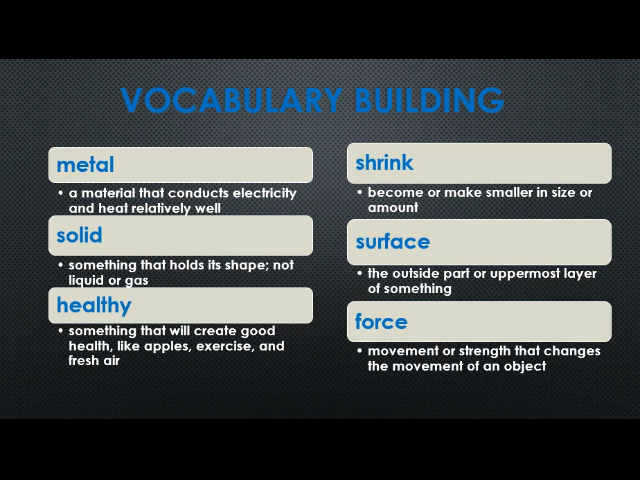 VOCABULARY BUILDING
metal
• a material that conducts electricity
and heat relatively well
solid
• something that holds its shape; not
liquid or gas
healthy
• something that will create good
health, like apples, exercise, and
fresh air
shrink
• become or make smaller in size or
amount
surface
• the outside part or uppermost layer
of something
force
• movement or strength that changes
the movement of an object